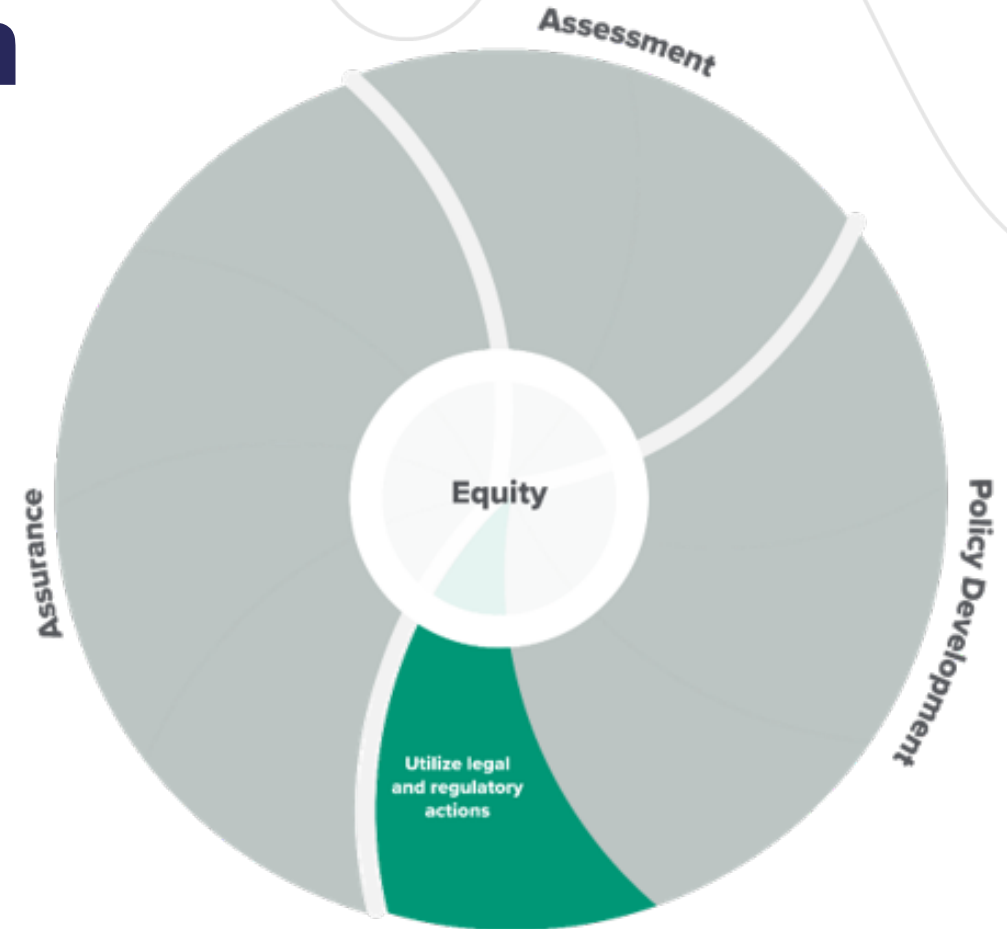 n
Assessment
Equity
Assurance
Policy Development
Utilize legal
and regulatory
actions